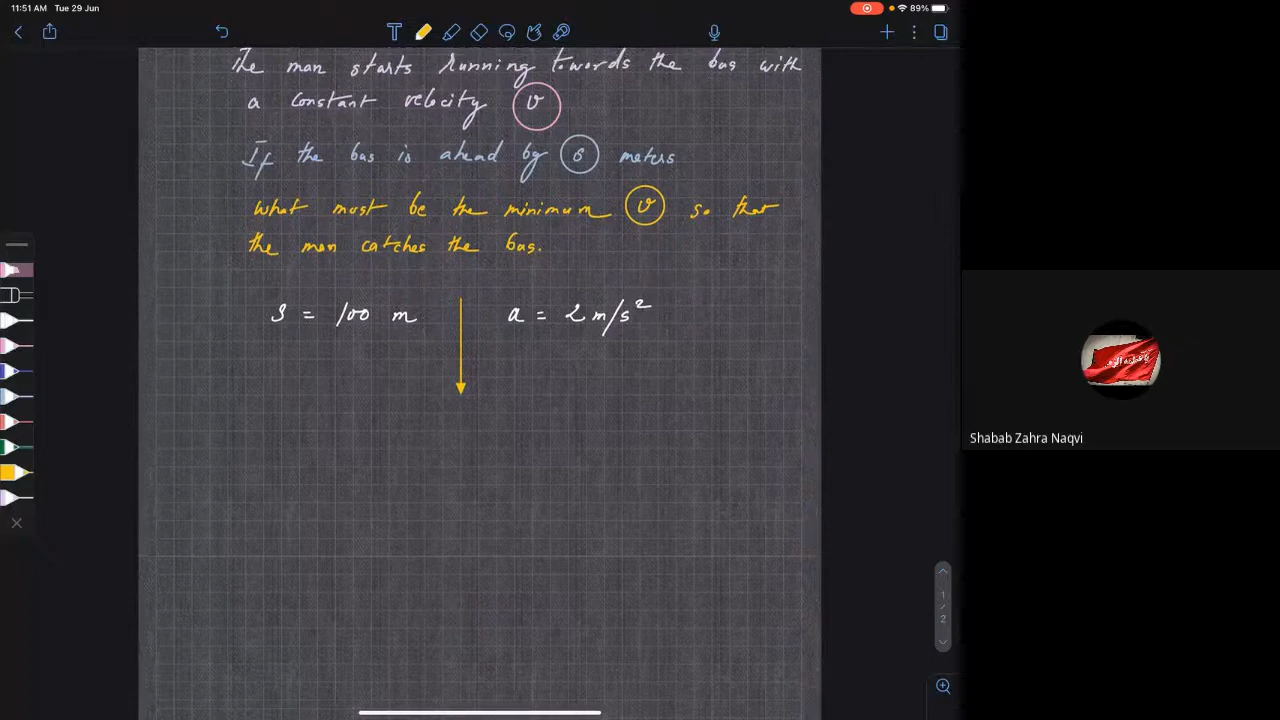 11:51 AM Tue 29 Jun
89%
The man starts running towards the bus with
a constant velocity v
If the bus is ahead by s meters
What must be the minimum v so that
the man catches the bus.
s = 100 m
a = 2 m/s²
1
/
2
Shabab Zahra Naqvi